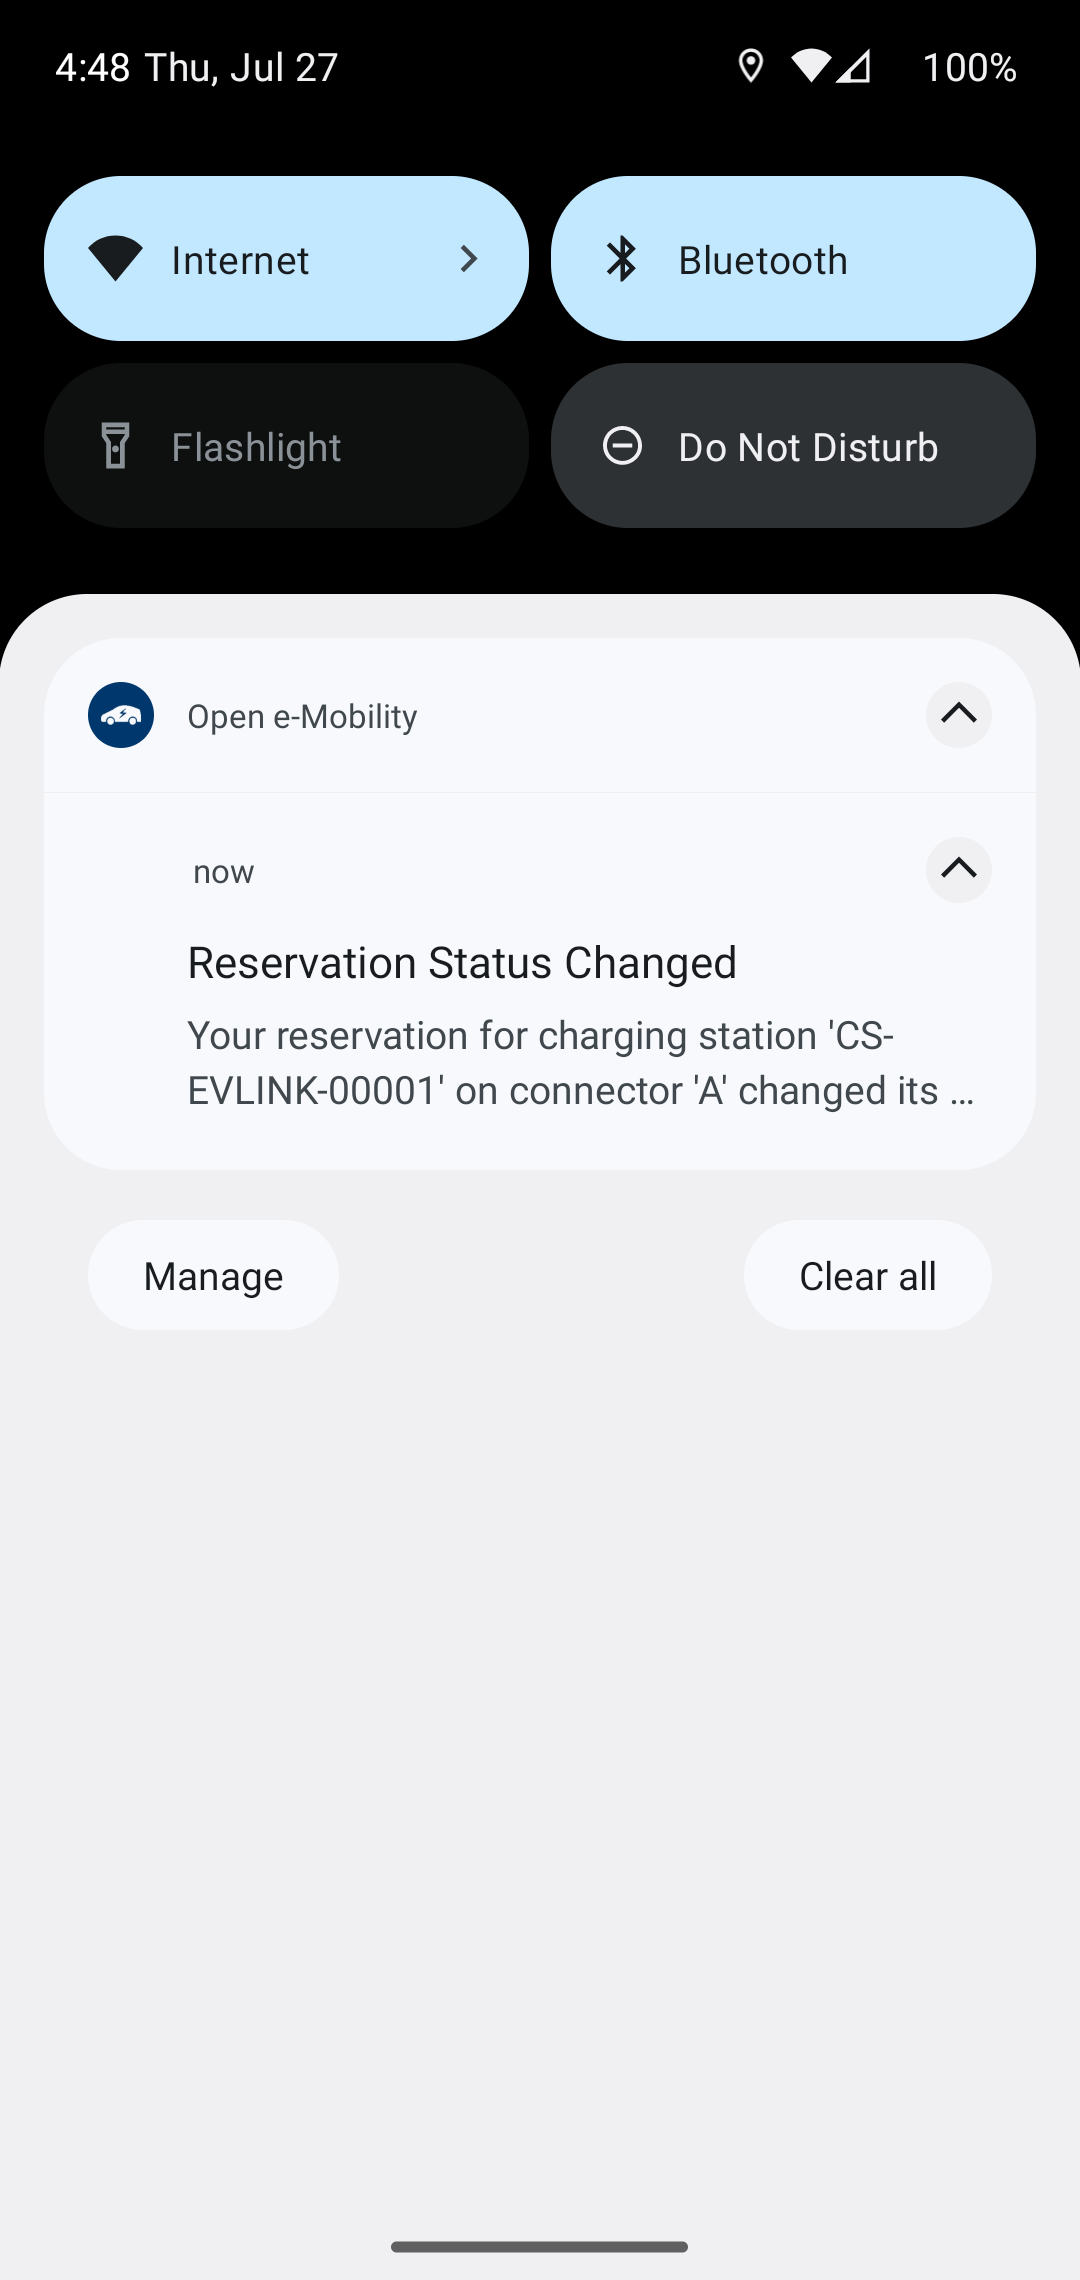 4:48 Thu, Jul 27 100%
Internet
Bluetooth
Flashlight
Do Not Disturb
Open e-Mobility
now
Reservation Status Changed
Your reservation for charging station 'CS-
EVLINK-00001' on connector 'A' changed its …
Manage
Clear all